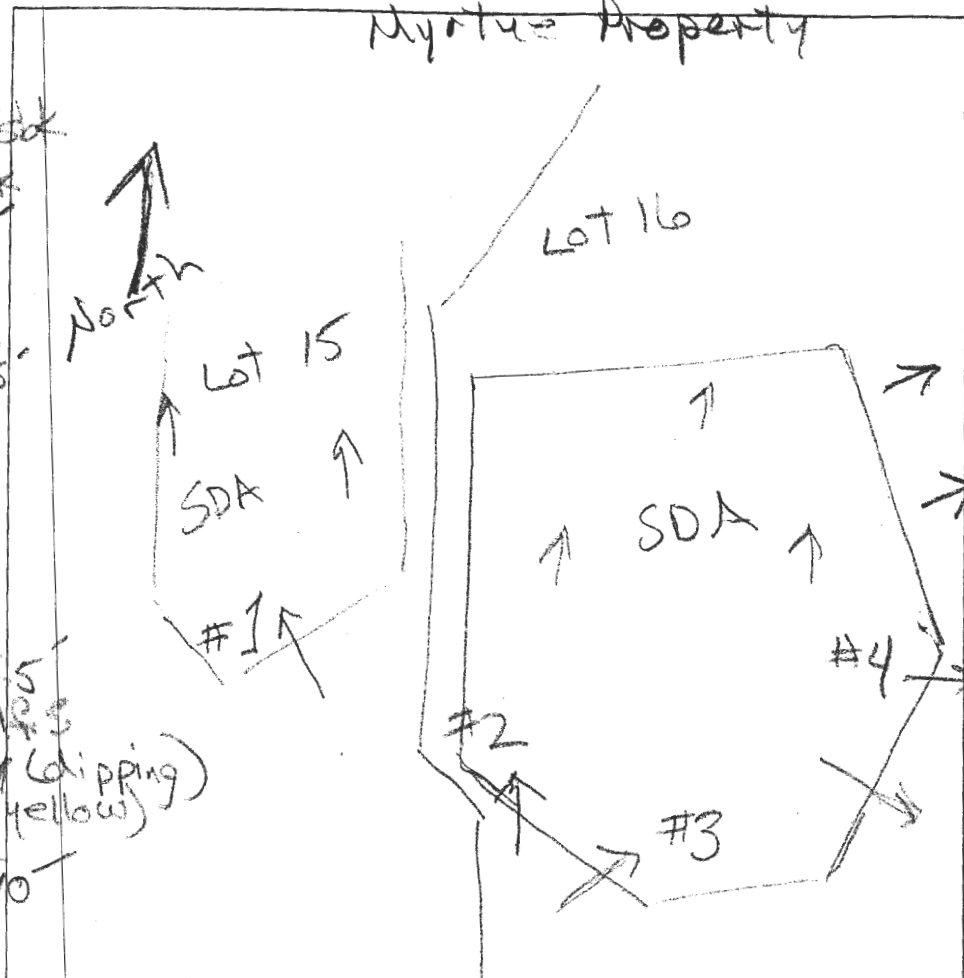 Myrtue Property
North
Lot 16
Lot 15
SDA
SDA
#1
#4
#2
(dipping)
yellow)
#3